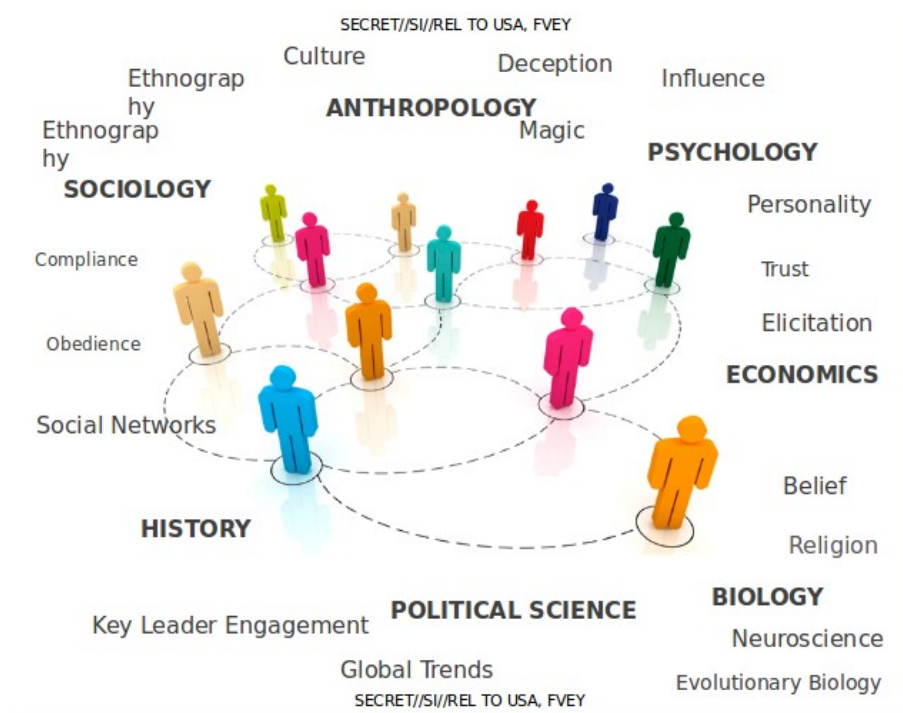 SECRET//SI//REL TO USA, FVEY
Culture
Deception
Influence
Ethnograp
hy
ANTHROPOLOGY
Ethnograp
hy
Magic
PSYCHOLOGY
SOCIOLOGY
Personality
Compliance
Trust
Elicitation
Obedience
ECONOMICS
Social Networks
Belief
HISTORY
Religion
BIOLOGY
POLITICAL SCIENCE
Key Leader Engagement
Neuroscience
Global Trends
Evolutionary Biology
SECRET//SI//REL TO USA, FVEY